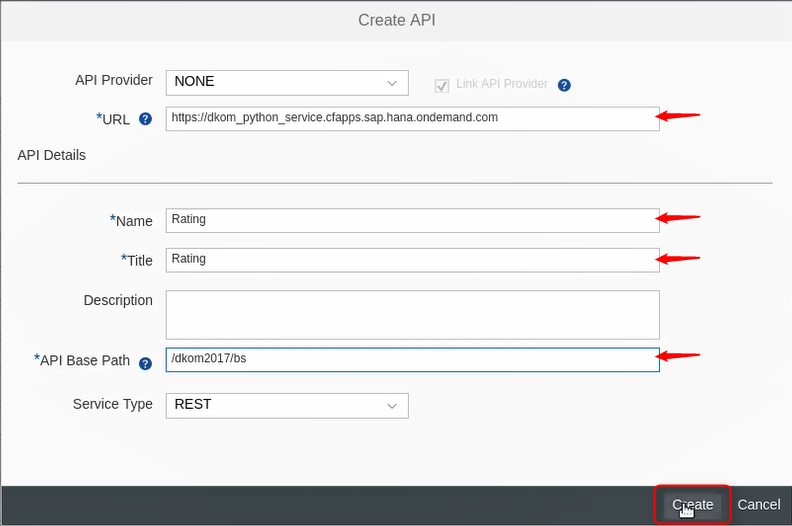 Create API
API Provider NONE Link API Provider ?
*URL ? https://dkom_python_service.cfapps.sap.hana.ondemand.com
API Details
*Name Rating
*Title Rating
Description
*API Base Path ? /dkom2017/bs
Service Type REST
Create Cancel